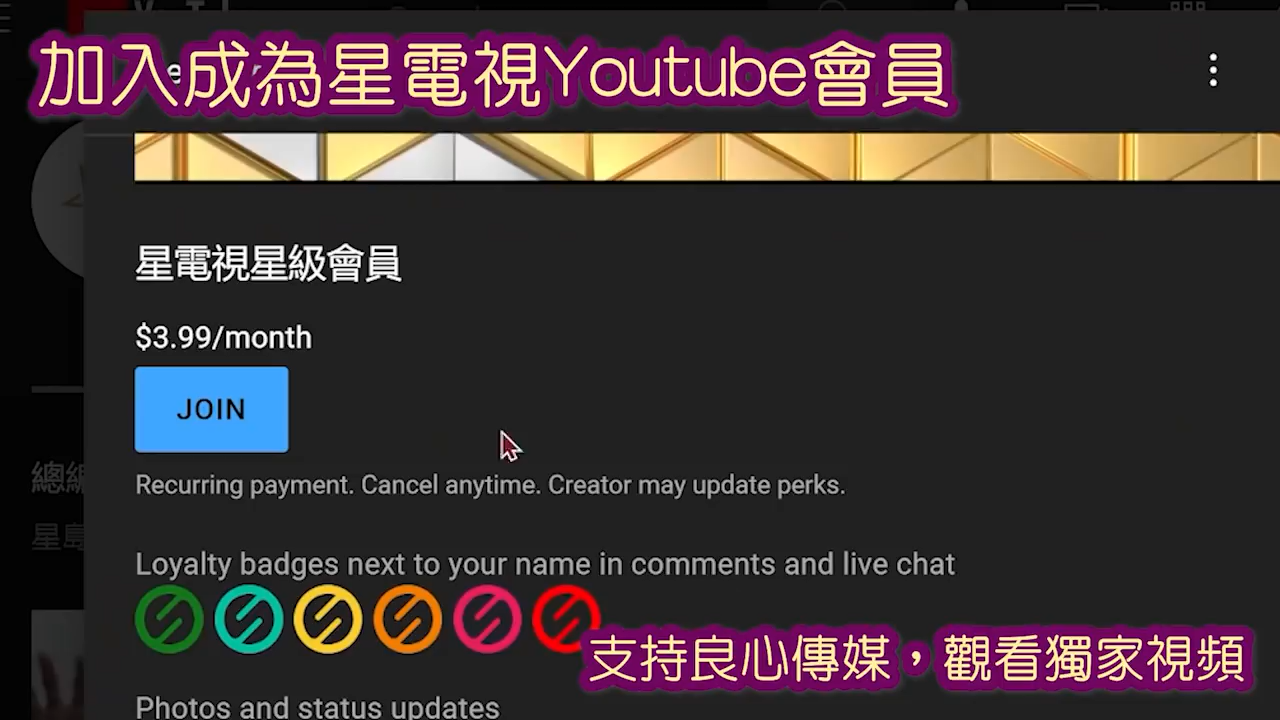 加入成為星電視Youtube會員
星電視星級會員
$3.99/month
JOIN
Recurring payment. Cancel anytime. Creator may update perks.
Loyalty badges next to your name in comments and live chat
支持良心傳媒，觀看獨家視頻
Photos and status updates